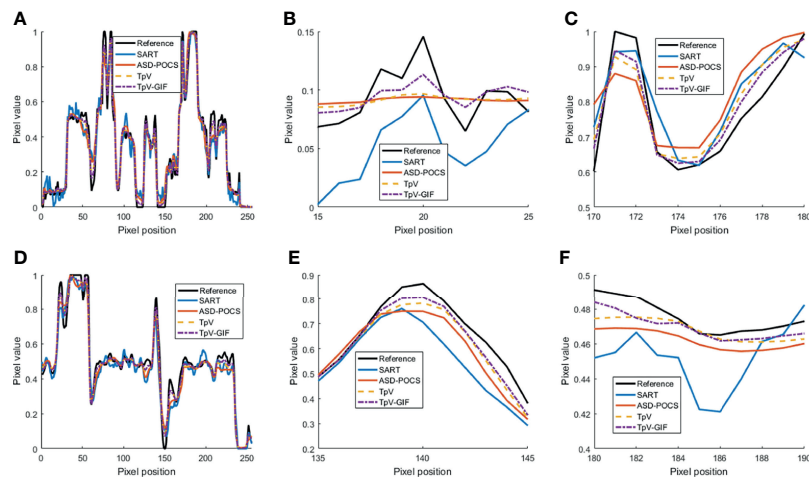 A
B
C
Pixel value
1
0.8
0.6
0.4
0.2
0
0
50
100
150
200
250
Pixel position
Reference
SART
ASD-POCS
TpV
TpV-GIF
Pixel value
0.15
0.1
0.05
0
15
20
25
Pixel position
Reference
SART
ASD-POCS
TpV
TpV-GIF
Pixel value
1
0.9
0.8
0.7
0.6
0.5
170
172
174
176
178
180
Pixel position
Reference
SART
ASD-POCS
TpV
TpV-GIF
D
E
F
Pixel value
1
0.8
0.6
0.4
0.2
0
0
50
100
150
200
250
Pixel position
Reference
SART
ASD-POCS
TpV
TpV-GIF
Pixel value
0.9
0.8
0.7
0.6
0.5
0.4
0.3
0.2
135
140
145
Pixel position
Reference
SART
ASD-POCS
TpV
TpV-GIF
Pixel value
0.5
0.48
0.46
0.44
0.42
0.4
180
182
184
186
188
190
Pixel position
Reference
SART
ASD-POCS
TpV
TpV-GIF